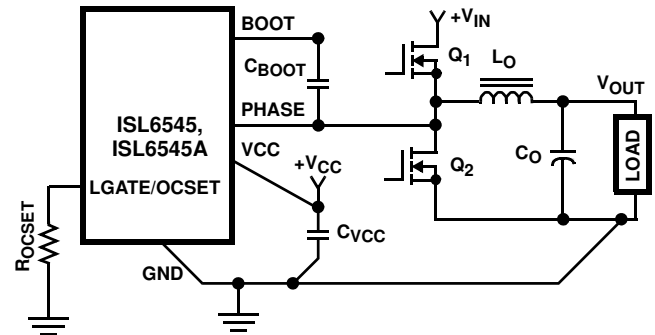 +VIN
BOOT
Q1
LO
CBOOT
VOUT
PHASE
ISL6545,
ISL6545A
VCC
+VCC
Q2
CO
LOAD
LGATE/OCSET
CVCC
ROCSET
GND